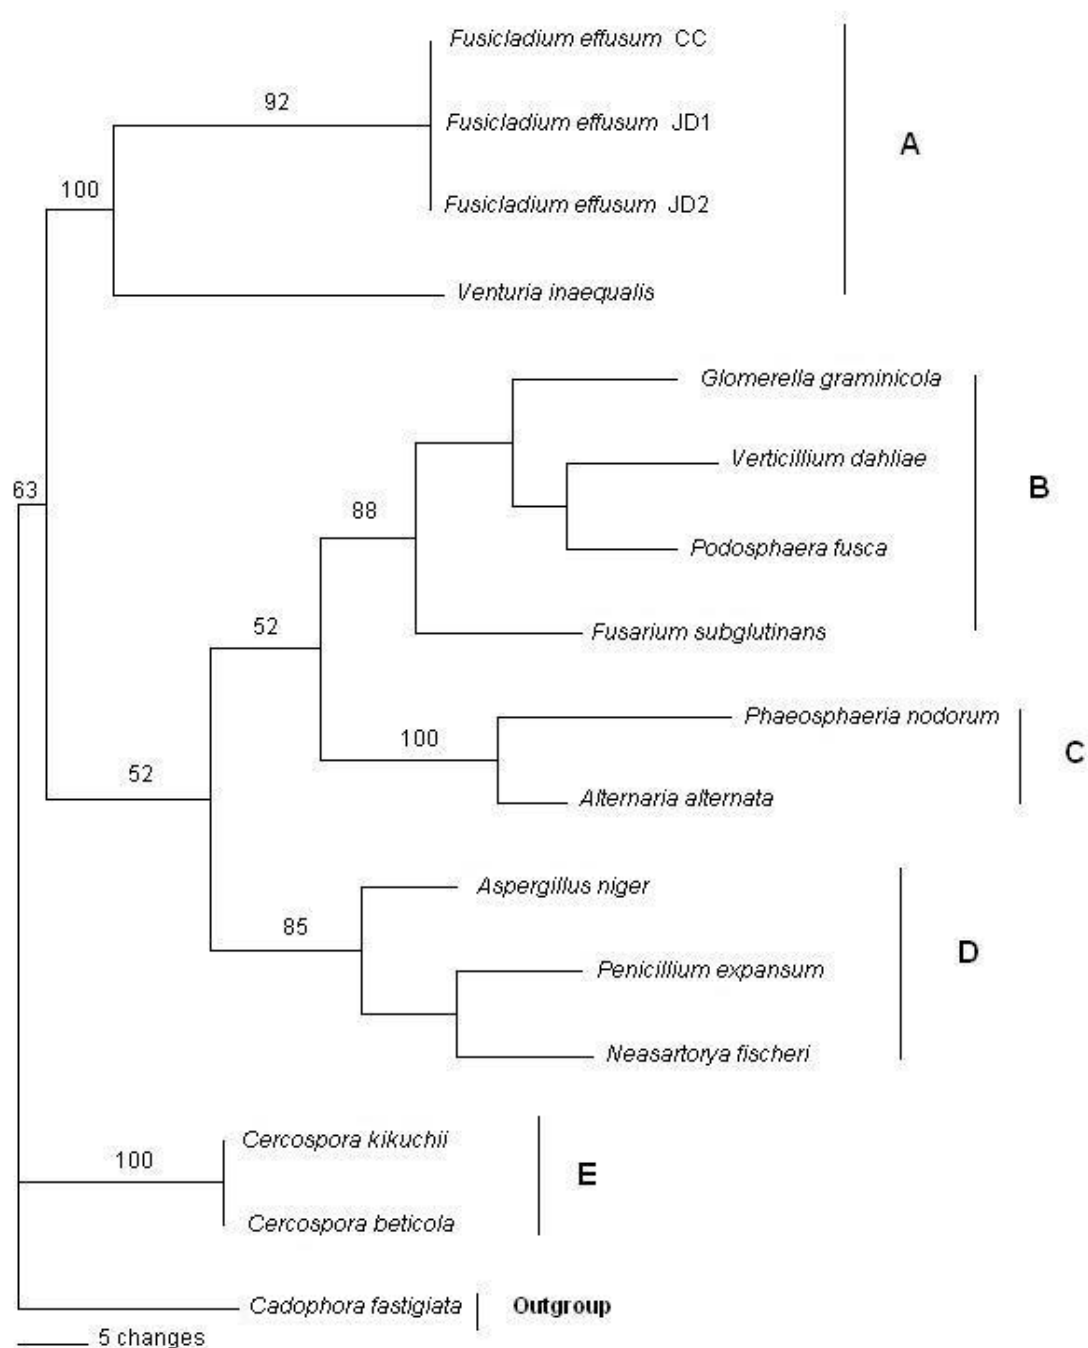 Fusicladium effusum CC
92
Fusicladium effusum JD1
A
100
Fusicladium effusum JD2
Venturia inaequalis
Glomerella graminicola
Verticillium dahliae
63
B
88
Podosphaera fusca
52
Fusarium subglutinans
Phaeosphaeria nodorum
100
C
52
Alternaria alternata
Aspergillus niger
85
D
Penicillium expansum
Neasartorya fischeri
Cercospora kikuchii
100
E
Cercospora beticola
Cadophora fastigiata
Outgroup
5 changes